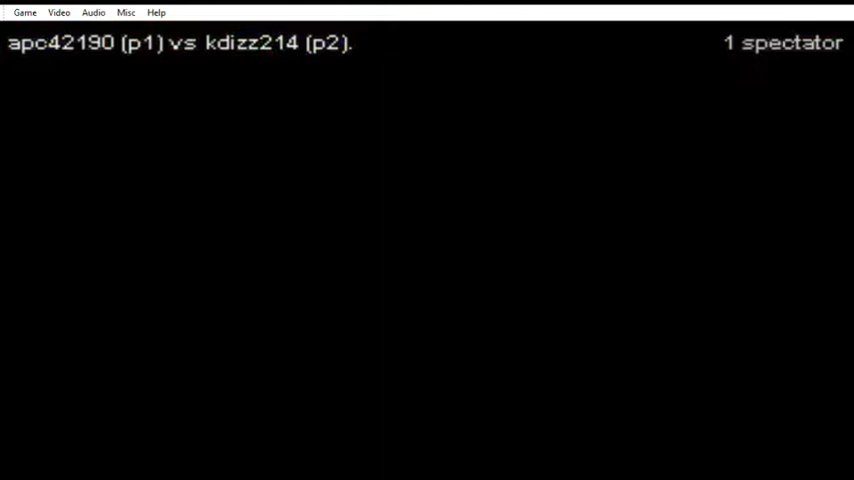 Game Video Audio Misc Help
apc42190 (p1) vs kdizz214 (p2). 1 spectator